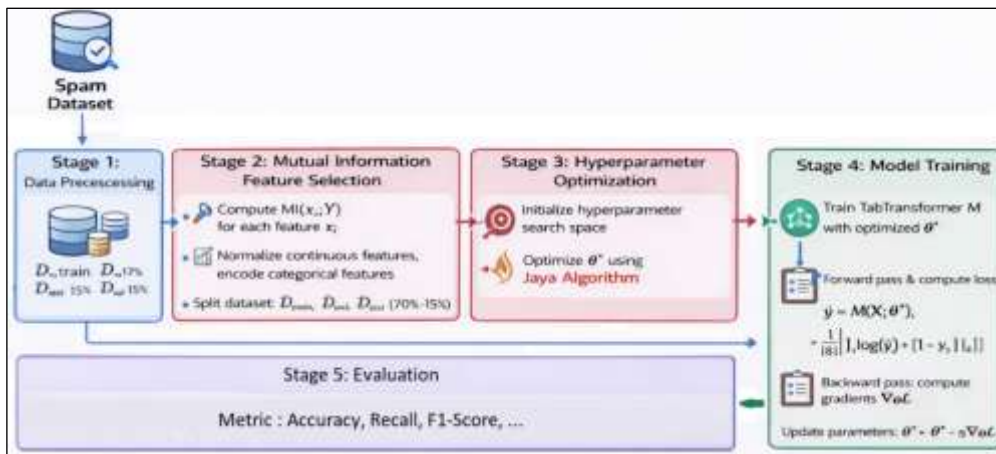 Spam
Dataset
Stage 1:
Data Precescessing
Stage 2: Mutual Information
Feature Selection
Compute MI(xᵢ;Y)
for each feature xᵢ
Normalize continuous features,
encode categorical features
• Split dataset: D D D (70%-15%)
Stage 3: Hyperparameter
Optimization
Initialize hyperparameter
search space
Optimize θ* using
Jaya Algorithm
Stage 4: Model Training
Train TabTransformer M
with optimized θ*
Forward pass & compute loss
ŷ = M(X; θ*),
Backward pass: compute
gradients
Update parameters:
Stage 5: Evaluation
Metric : Accuracy, Recall, F1-Score, ...